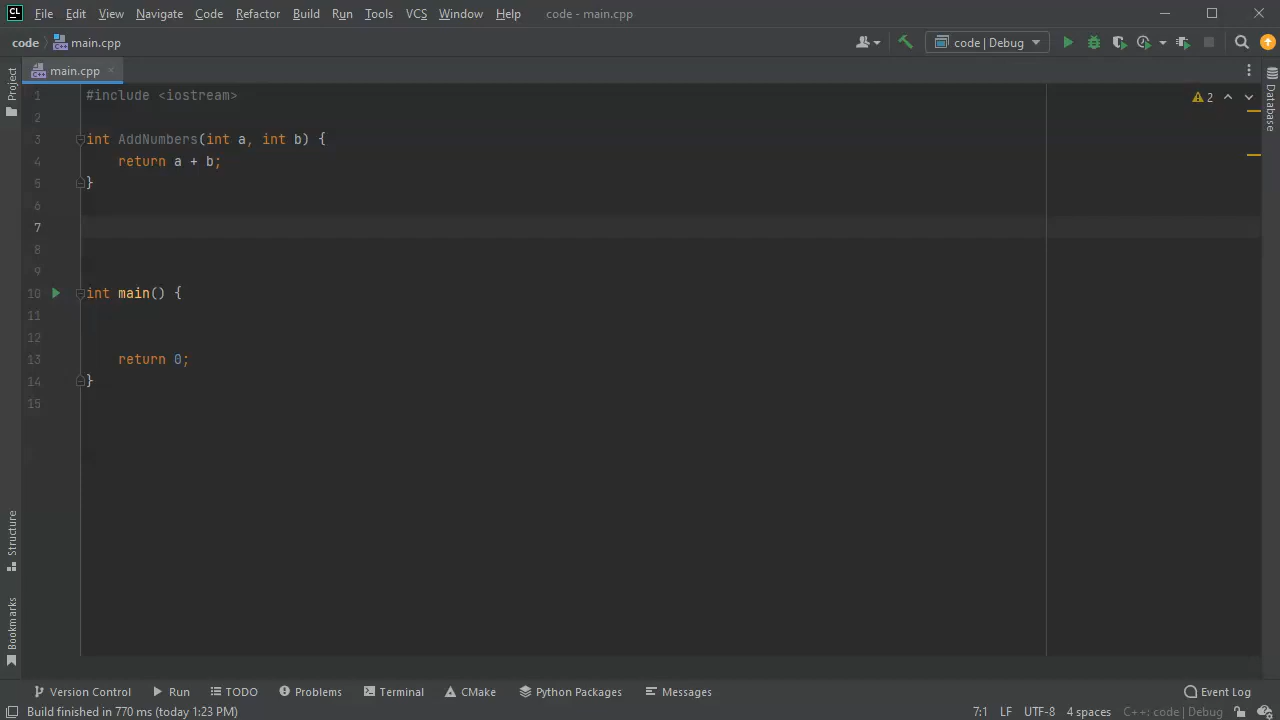 CL File Edit View Navigate Code Refactor Build Run Tools VCS Window Help code - main.cpp
code main.cpp code | Debug
Project
main.cpp
Database
2
1 #include <iostream>
2
3 int AddNumbers(int a, int b) {
4     return a + b;
5 }
6
7
8
9
10 int main() {
11
12
13     return 0;
14 }
15
Structure
Bookmarks
Version Control Run TODO Problems Terminal CMake Python Packages Messages Event Log
Build finished in 770 ms (today 1:23 PM) 7:1 LF UTF-8 4 spaces C++: code | Debug